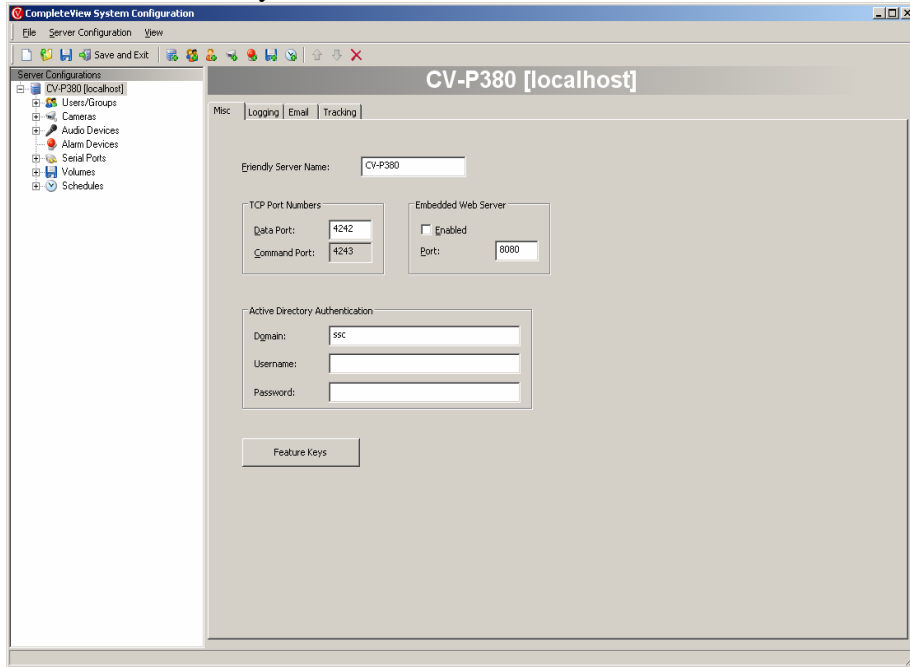 CompleteView System Configuration
File Server Configuration View
Save and Exit
Server Configurations
CV-P380 [localhost]
Users/Groups
Cameras
Audio Devices
Alarm Devices
Serial Ports
Volumes
Schedules
CV-P380 [localhost]
Misc Logging Email Tracking
Friendly Server Name: CV-P380
TCP Port Numbers
Data Port: 4242
Command Port: 4243
Embedded Web Server
Enabled
Port: 8080
Active Directory Authentication
Domain: ssc
Username:
Password:
Feature Keys